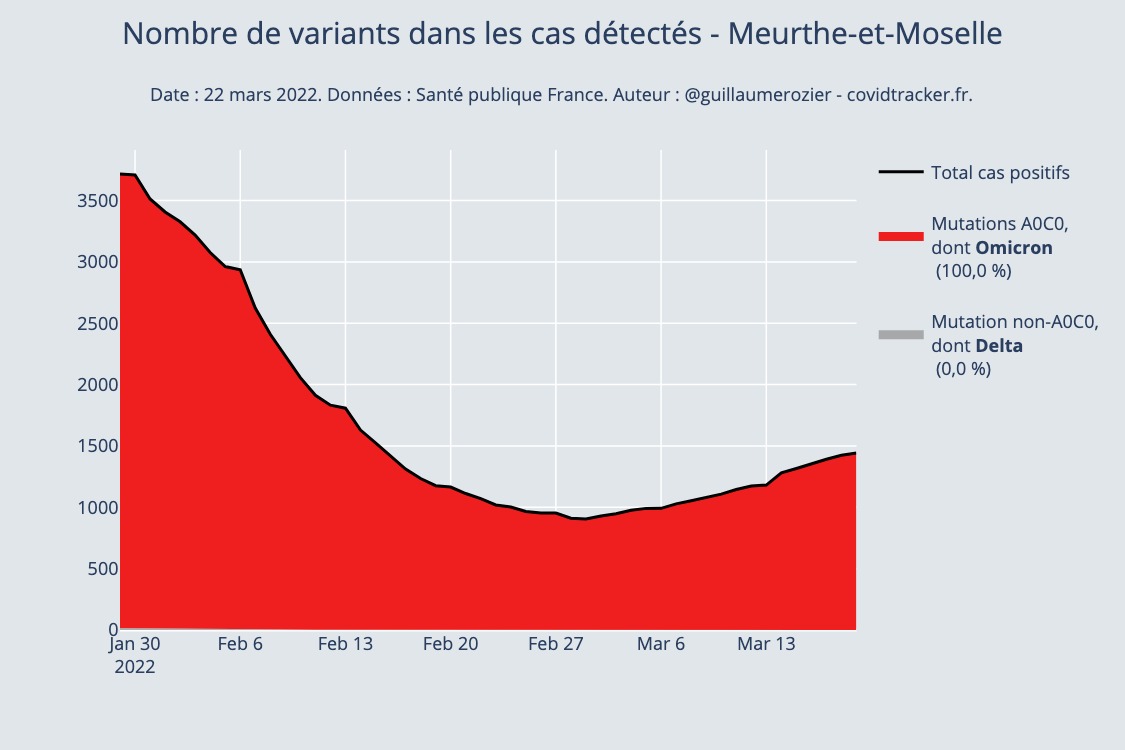 Nombre de variants dans les cas détectés - Meurthe-et-Moselle
Date : 22 mars 2022. Données : Santé publique France. Auteur : @guillaumerozier - covidtracker.fr.
Total cas positifs
Mutations A0C0,
dont Omicron
(100,0 %)
Mutation non-A0C0,
dont Delta
(0,0 %)
3500
3000
2500
2000
1500
1000
500
0
Jan 30 Feb 6 Feb 13 Feb 20 Feb 27 Mar 6 Mar 13
2022